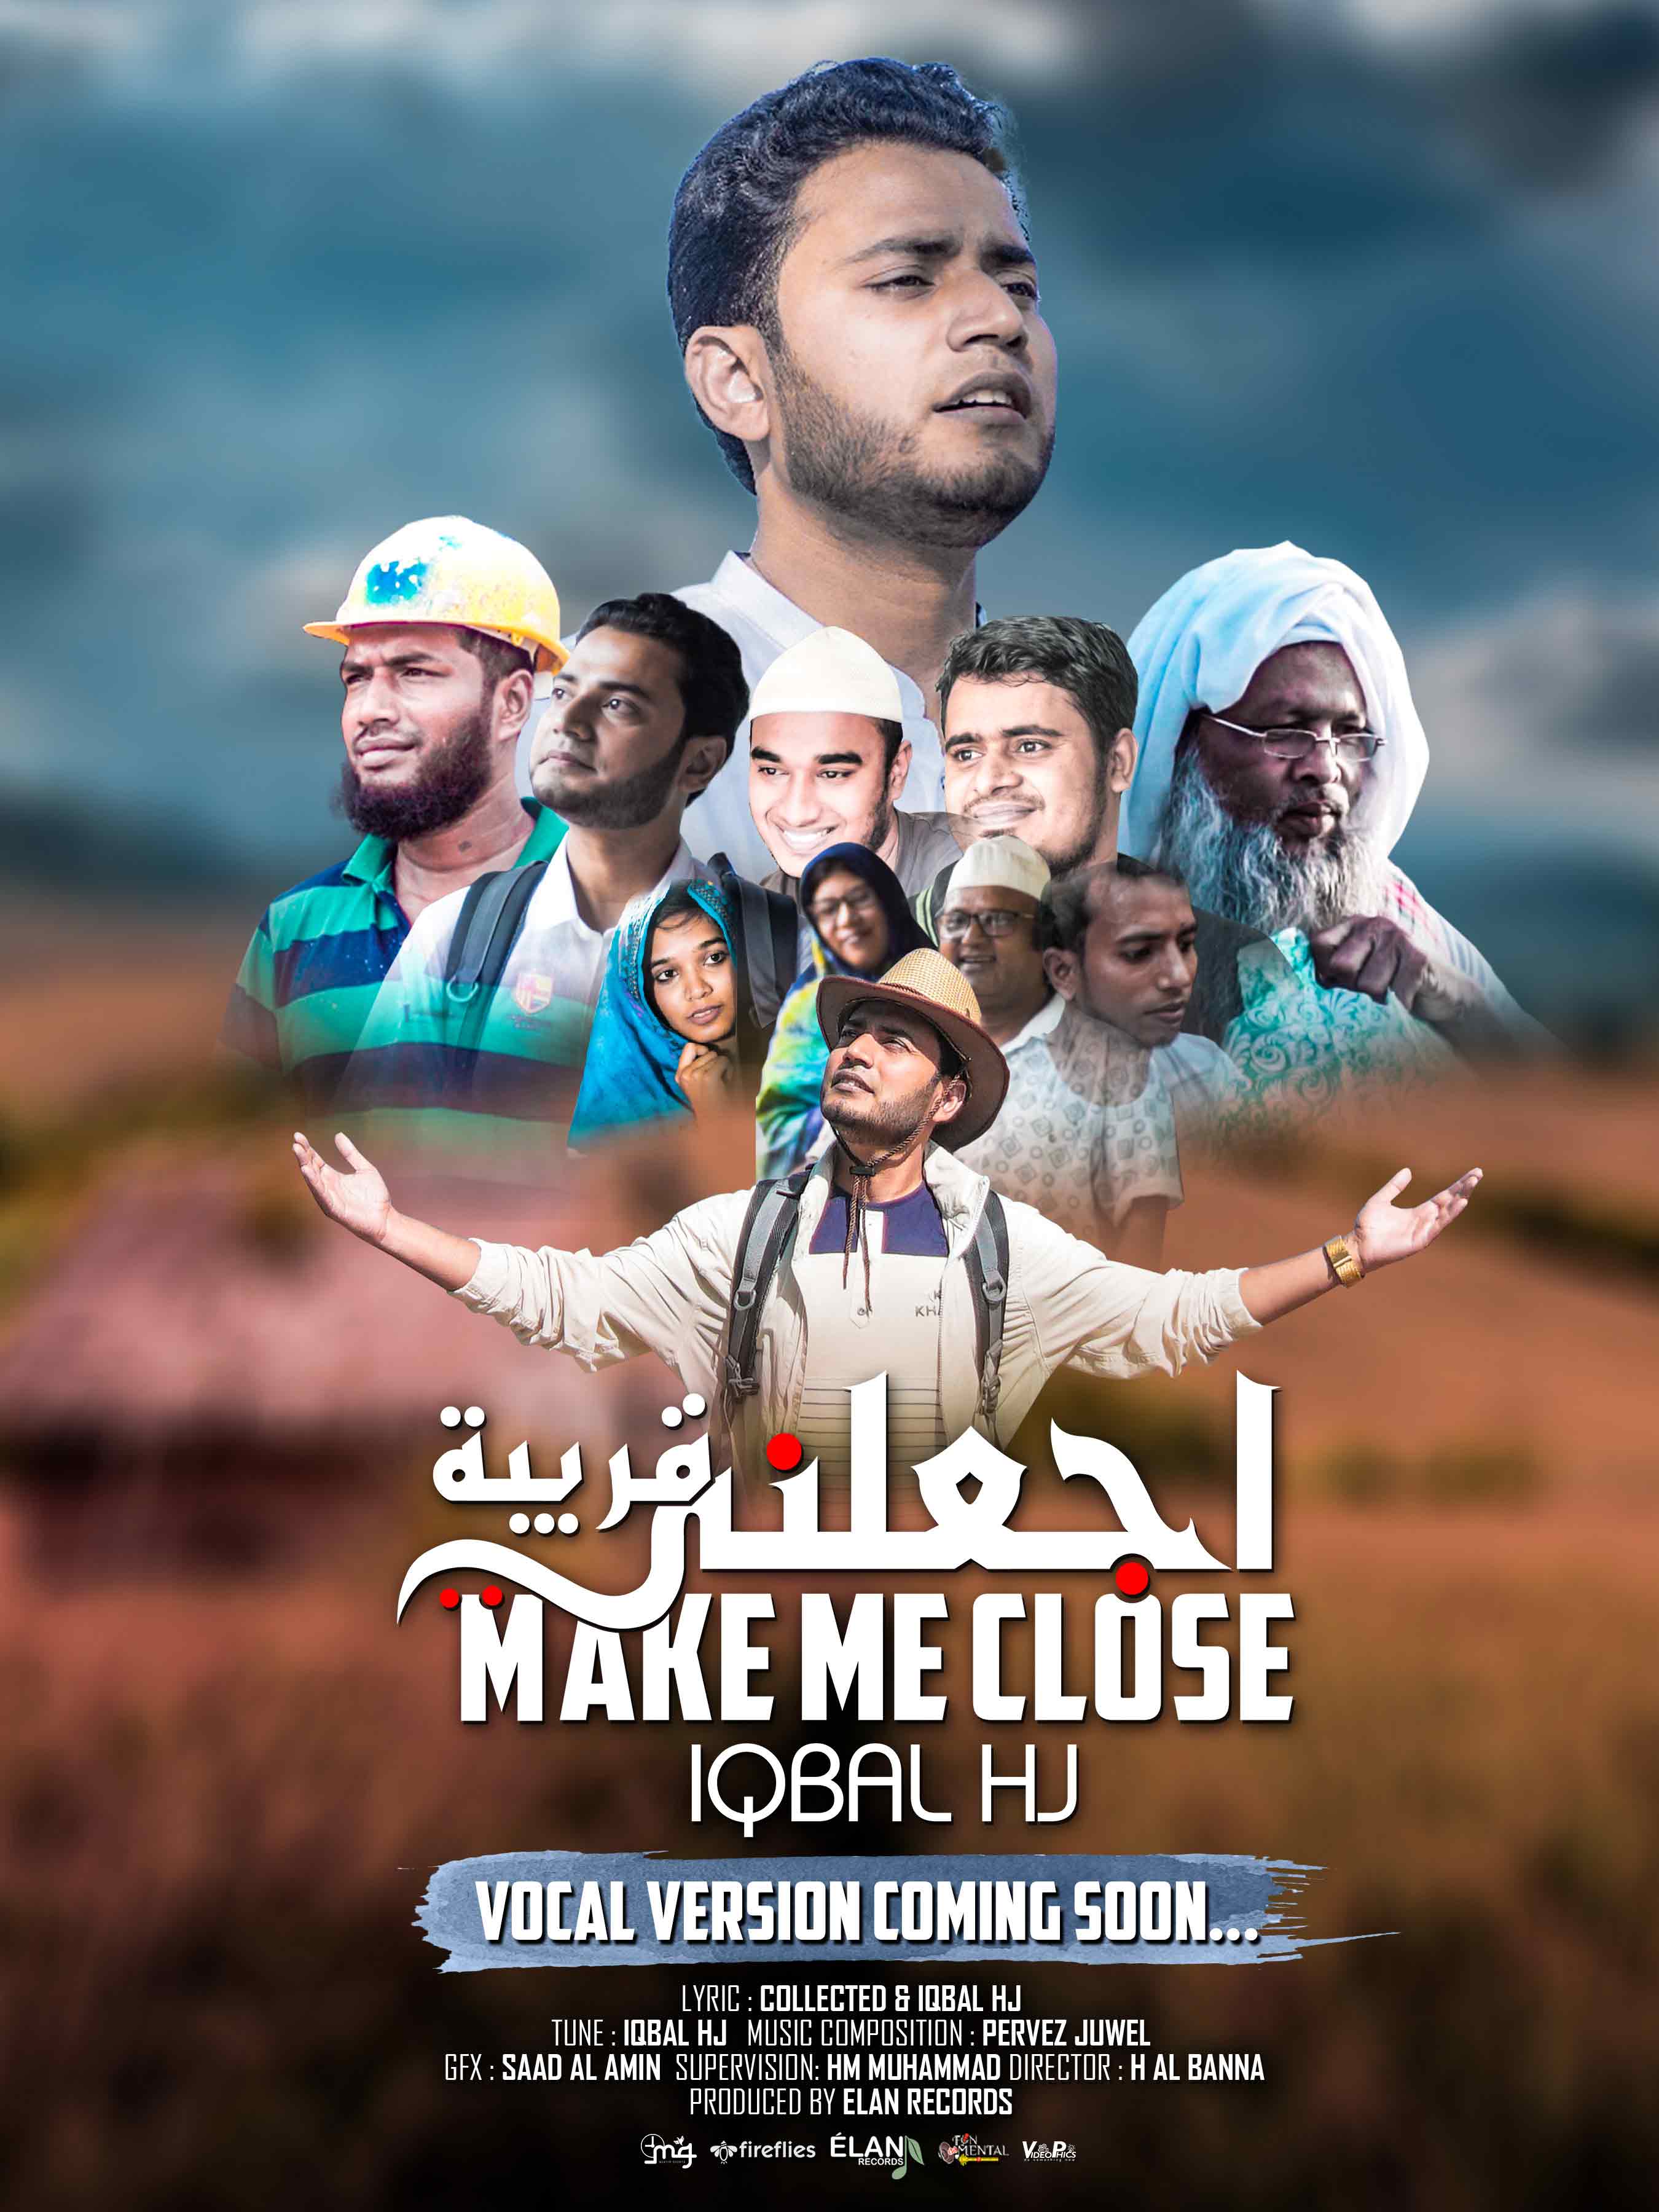 اجعلني قريبة
MAKE ME CLOSE
IQBAL HJ
VOCAL VERSION COMING SOON...
LYRIC : COLLECTED & IQBAL HJ
TUNE : IQBAL HJ MUSIC COMPOSITION : PERVEZ JUWEL
GFX : SAAD AL AMIN SUPERVISION: HM MUHAMMAD DIRECTOR : H AL BANNA
PRODUCED BY ELAN RECORDS
fireflies ÉLAN RECORDS